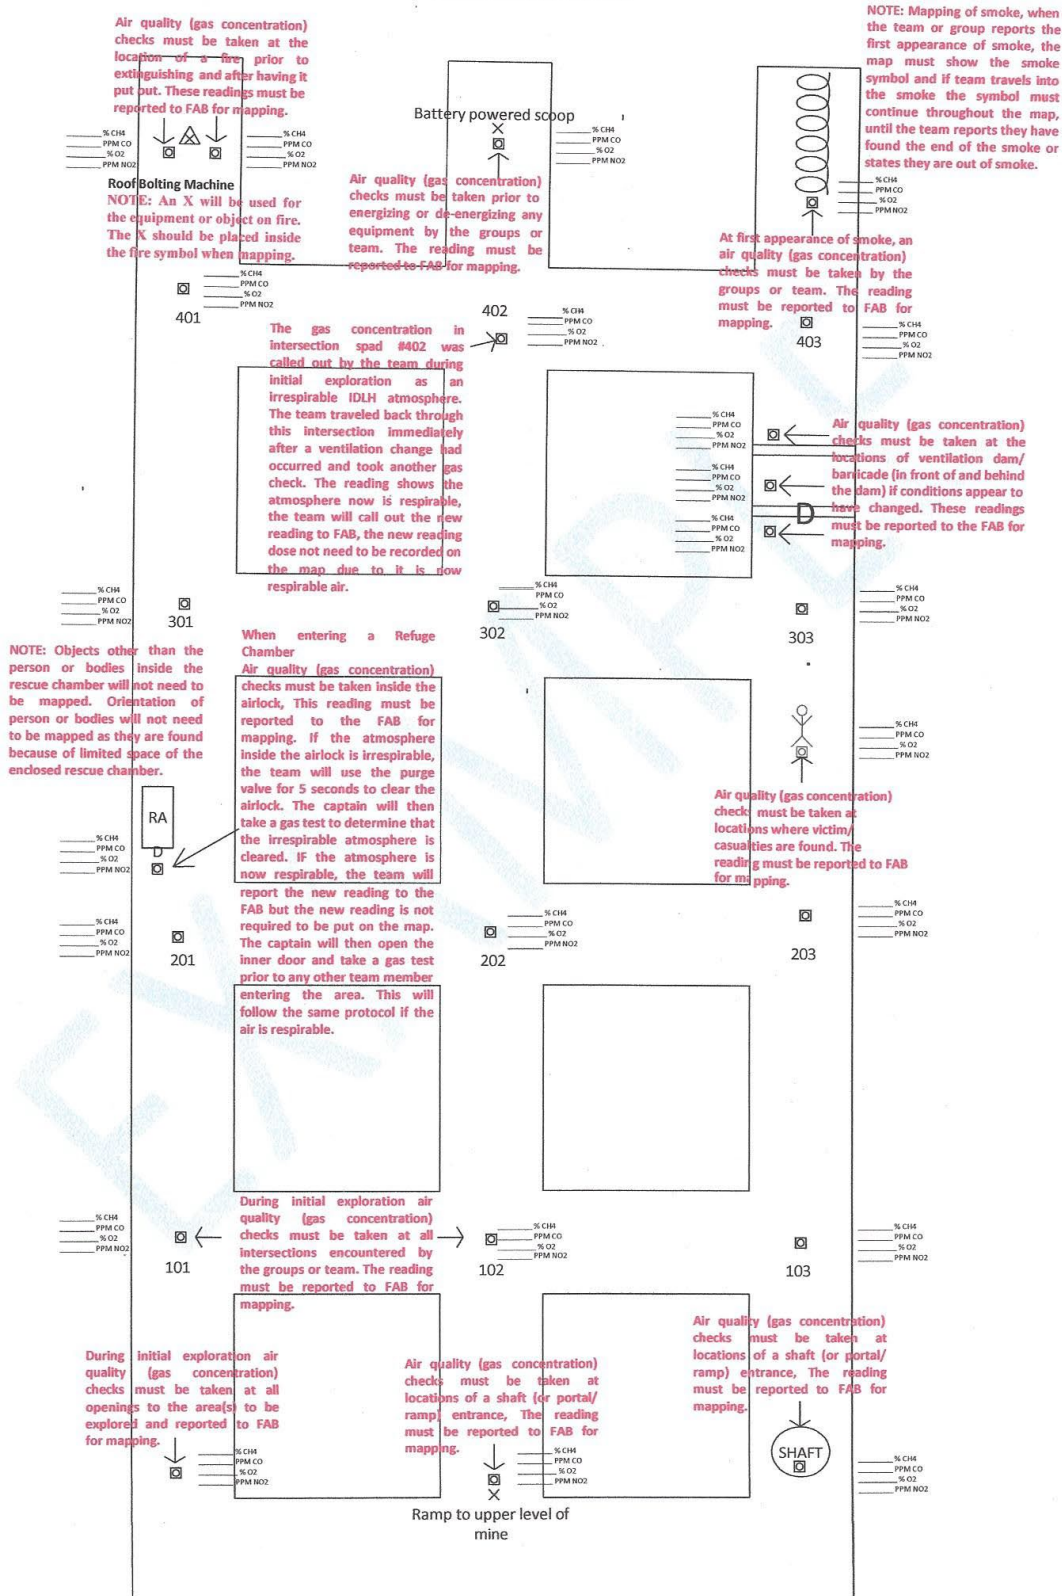 Air quality (gas concentration)
checks must be taken at the
location of a fire prior to
extinguishing and after having it
put out. These readings must be
reported to FAB for mapping.
NOTE: Mapping of smoke, when
the team or group reports the
first appearance of smoke, the
map must show the smoke
symbol and if team travels into
the smoke the symbol must
continue throughout the map,
until the team reports they have
found the end of the smoke or
states they are out of smoke.
Battery powered scoop
X
% CH4
PPM CO
% O2
PPM NO2
X
% CH4
PPM CO
% O2
PPM NO2
% CH4
PPM CO
% O2
PPM NO2
Roof Bolting Machine
NOTE: An X will be used for
the equipment or object on fire.
The X should be placed inside
the fire symbol when mapping.
Air quality (gas concentration)
checks must be taken prior to
energizing or de-energizing any
equipment by the groups or
team. The reading must be
reported to FAB for mapping.
% CH4
PPM CO
% O2
PPM NO2
At first appearance of smoke, an
air quality (gas concentration)
checks must be taken by the
groups or team. The reading
must be reported to FAB for
mapping.
% CH4
PPM CO
% O2
PPM NO2
401
402
% CH4
PPM CO
% O2
PPM NO2
403
% CH4
PPM CO
% O2
PPM NO2
The gas concentration in
intersection spad #402 was
called out by the team during
initial exploration as an
irrespirable IDLH atmosphere.
The team traveled back through
this intersection immediately
after a ventilation change had
occurred and took another gas
check. The reading shows the
atmosphere now is respirable,
the team will call out the new
reading to FAB, the new reading
dose not need to be recorded on
the map due to it is now
respirable air.
% CH4
PPM CO
% O2
PPM NO2
% CH4
PPM CO
% O2
PPM NO2
% CH4
PPM CO
% O2
PPM NO2
D
Air quality (gas concentration)
checks must be taken at the
locations of ventilation dam/
barricade (in front of and behind
the dam) if conditions appear to
have changed. These readings
must be reported to the FAB for
mapping.
% CH4
PPM CO
% O2
PPM NO2
301
% CH4
PPM CO
% O2
PPM NO2
302
% CH4
PPM CO
% O2
PPM NO2
303
NOTE: Objects other than the
person or bodies inside the
rescue chamber will not need to
be mapped. Orientation of
person or bodies will not need
to be mapped as they are found
because of limited space of the
enclosed rescue chamber.
When entering a Refuge
Chamber
Air quality (gas concentration)
checks must be taken inside the
airlock, This reading must be
reported to the FAB for
mapping. If the atmosphere
inside the airlock is irrespirable,
the team will use the purge
valve for 5 seconds to clear the
airlock. The captain will then
take a gas test to determine that
the irrespirable atmosphere is
cleared. IF the atmosphere is
now respirable, the team will
report the new reading to the
FAB but the new reading is not
required to be put on the map.
The captain will then open the
inner door and take a gas test
prior to any other team member
entering the area. This will
follow the same protocol if the
air is respirable.
% CH4
PPM CO
% O2
PPM NO2
Air quality (gas concentration)
check must be taken at
locations where victim/
casualties are found. The
reading must be reported to FAB
for mapping.
RA
D
% CH4
PPM CO
% O2
PPM NO2
% CH4
PPM CO
% O2
PPM NO2
201
% CH4
PPM CO
% O2
PPM NO2
202
% CH4
PPM CO
% O2
PPM NO2
203
During initial exploration air
quality (gas concentration)
checks must be taken at all
intersections encountered by
the groups or team. The reading
must be reported to FAB for
mapping.
% CH4
PPM CO
% O2
PPM NO2
101
% CH4
PPM CO
% O2
PPM NO2
102
% CH4
PPM CO
% O2
PPM NO2
103
During initial exploration air
quality (gas concentration)
checks must be taken at all
openings to the area(s) to be
explored and reported to FAB
for mapping.
Air quality (gas concentration)
checks must be taken at
locations of a shaft (or portal/
ramp) entrance, The reading
must be reported to FAB for
mapping.
Air quality (gas concentration)
checks must be taken at
locations of a shaft (or portal/
ramp) entrance, The reading
must be reported to FAB for
mapping.
% CH4
PPM CO
% O2
PPM NO2
% CH4
PPM CO
% O2
PPM NO2
SHAFT
% CH4
PPM CO
% O2
PPM NO2
X
Ramp to upper level of
mine
EXAMPLE